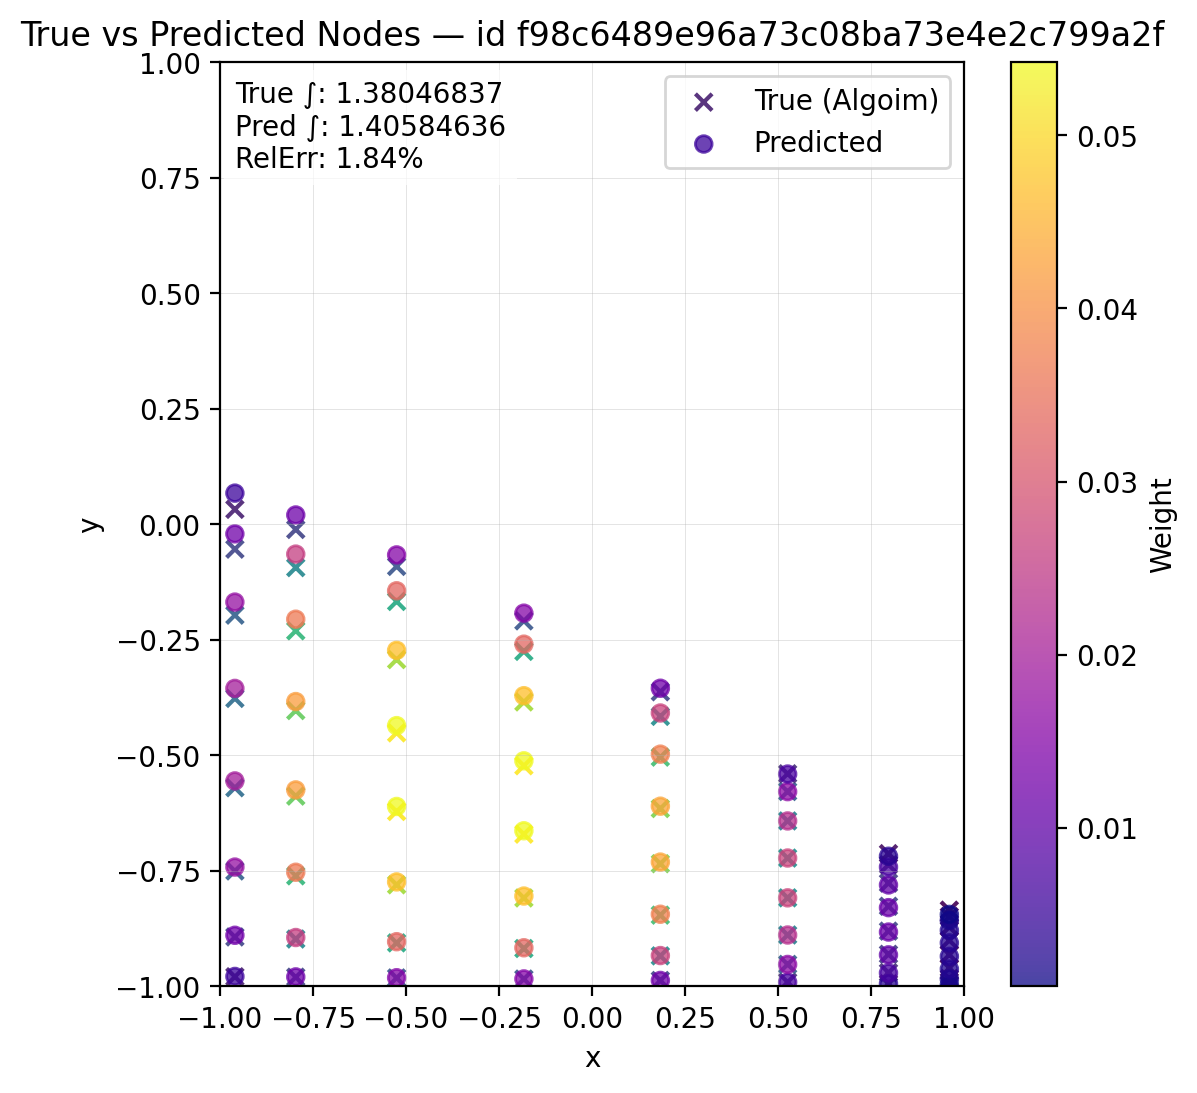 True vs Predicted Nodes — id f98c6489e96a73c08ba73e4e2c799a2f
True ∫: 1.38046837
Pred ∫: 1.40584636
RelErr: 1.84%
True (Algoim)
Predicted
1.00
0.75
0.50
0.25
0.00
−0.25
−0.50
−0.75
−1.00
y
−1.00 −0.75 −0.50 −0.25 0.00 0.25 0.50 0.75 1.00
x
0.05
0.04
0.03
0.02
0.01
Weight